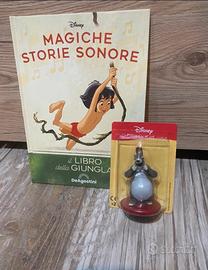 Disney
MAGICHE
STORIE SONORE
il LIBRO
della GIUNGLA
DeAgostini
Disney